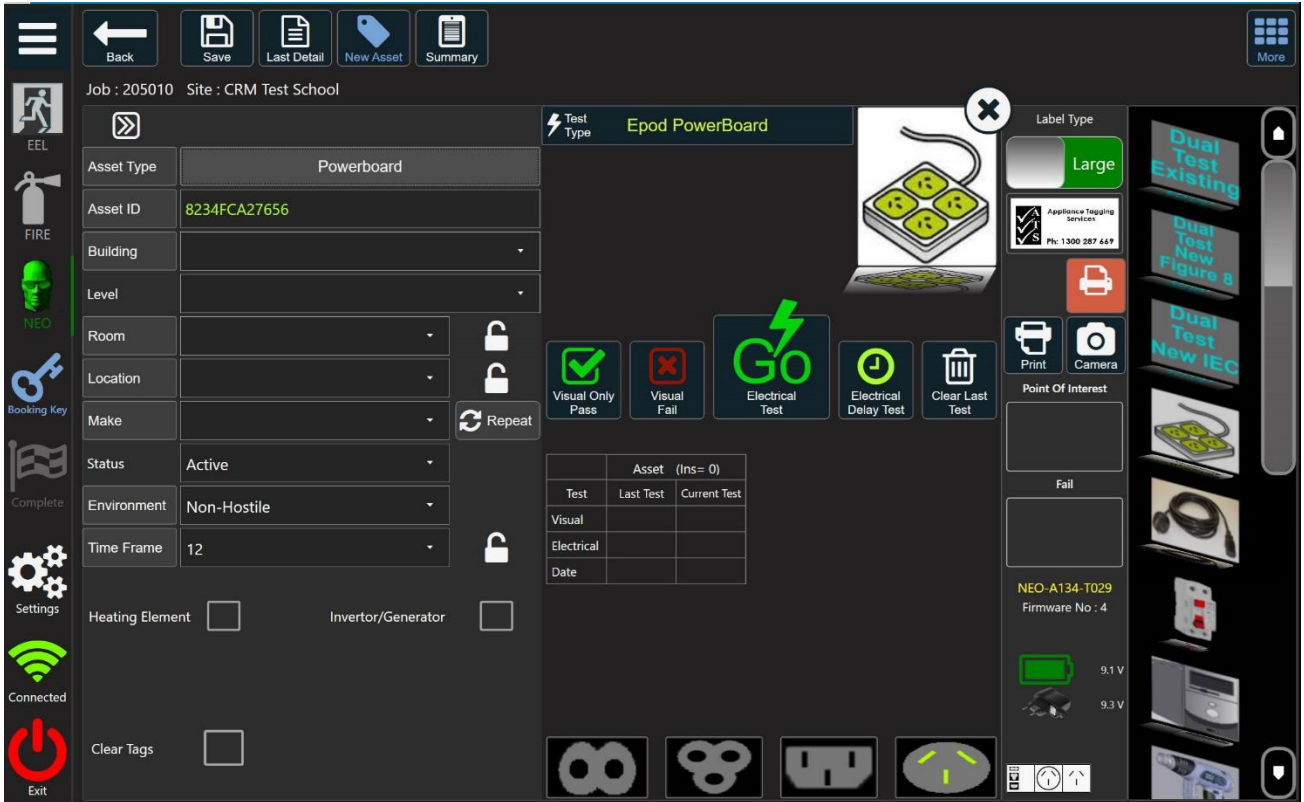 Back
Save
Last Detail
New Asset
Summary
More
Job : 205010 Site : CRM Test School
EEL
FIRE
NEO
Booking Key
Complete
Settings
Connected
Exit
Asset Type
Powerboard
Asset ID
8234FCA27656
Building
Level
Room
Location
Make
Repeat
Status
Active
Environment
Non-Hostile
Time Frame
12
Heating Element
Invertor/Generator
Clear Tags
Test
Type
Epod PowerBoard
Visual Only
Pass
Visual
Fail
Go
Electrical
Test
Electrical
Delay Test
Clear Last
Test
Asset (Ins= 0)
Test
Last Test
Current Test
Visual
Electrical
Date
Label Type
Large
A
T
S
Appliance Tagging
Services
Ph: 1300 287 669
Print
Camera
Point Of Interest
Fail
NEO-A134-T029
Firmware No : 4
9.1 V
9.3 V
Dual
Test
Existing
Dual
Test
New
Figure 8
Dual
Test
New IEC